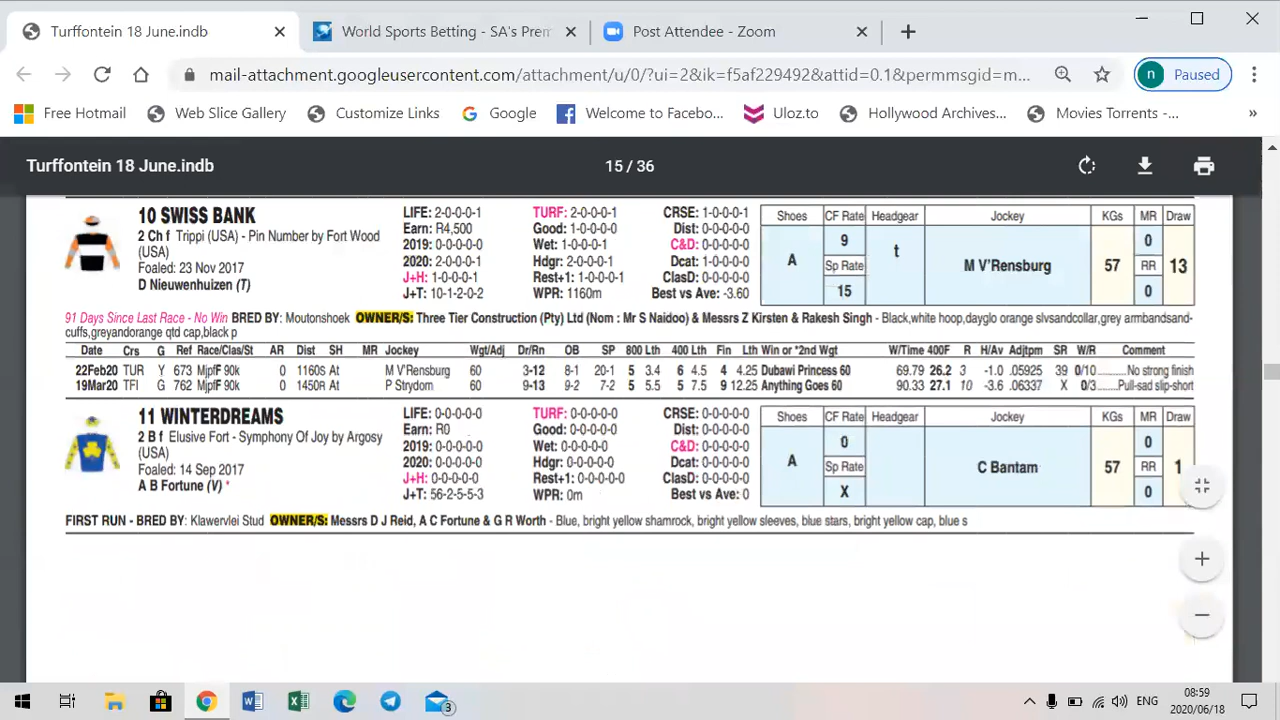 Turffontein 18 June.indb
World Sports Betting - SA's Prem
Post Attendee - Zoom
mail-attachment.googleusercontent.com/attachment/u/0/?ui=2&ik=f5af229492&attid=0.1&permmsgid=m...
n Paused
Free Hotmail Web Slice Gallery Customize Links Google Welcome to Facebo... Uloz.to Hollywood Archives... Movies Torrents -... »
Turffontein 18 June.indb 15 / 36
10 SWISS BANK
2 Ch f Trippi (USA) - Pin Number by Fort Wood
(USA)
Foaled: 23 Nov 2017
D Nieuwenhuizen (T)
LIFE: 2-0-0-0-1 TURF: 2-0-0-0-1 CRSE: 1-0-0-0-1
Earn: R4,500 Good: 1-0-0-0-0 Dist: 0-0-0-0-0
2019: 0-0-0-0-0 Wet: 1-0-0-0-1 C&D: 0-0-0-0-0
2020: 2-0-0-0-1 Hdgr: 2-0-0-0-1 Dcat: 1-0-0-0-0
J+H: 1-0-0-0-1 Rest+1: 1-0-0-0-1 ClasD: 0-0-0-0-0
J+T: 10-1-2-0-2 WPR: 1160m Best vs Ave: -3.60
Shoes CF Rate Headgear Jockey KGs MR Draw
A 9 t M V'Rensburg 57 0 13
Sp Rate RR
15 0
91 Days Since Last Race - No Win BRED BY: Moutonshoek OWNER/S: Three Tier Construction (Pty) Ltd (Nom : Mr S Naidoo) & Messrs Z Kirsten & Rakesh Singh - Black,white hoop,dayglo orange slvsandcollar,grey armbandsand-
cuffs,greyandorange qtd cap,black p
Date Crs G Ref Race/Clas/St AR Dist SH MR Jockey Wgt/Adj Dr/Rn OB SP 800 Lth 400 Lth Fin Lth Win or *2nd Wgt W/Time 400F R H/Av Adjtpm SR W/R Comment
22Feb20 TUR Y 673 MjpfF 90k 0 1160S At M V'Rensburg 60 3-12 8-1 20-1 5 3.4 6 4.5 4 4.25 Dubawi Princess 60 69.79 26.2 3 -1.0 .05925 39 0/10 ..........No strong finish
19Mar20 TFI G 762 MjpfF 90k 0 1450R At P Strydom 60 9-13 9-2 7-2 5 5.5 5 7.5 9 12.25 Anything Goes 60 90.33 27.1 10 -3.6 .06337 X 0/3 ......Pull-sad slip-short
11 WINTERDREAMS
2 B f Elusive Fort - Symphony Of Joy by Argosy
(USA)
Foaled: 14 Sep 2017
A B Fortune (V) *
LIFE: 0-0-0-0-0 TURF: 0-0-0-0-0 CRSE: 0-0-0-0-0
Earn: R0 Good: 0-0-0-0-0 Dist: 0-0-0-0-0
2019: 0-0-0-0-0 Wet: 0-0-0-0-0 C&D: 0-0-0-0-0
2020: 0-0-0-0-0 Hdgr: 0-0-0-0-0 Dcat: 0-0-0-0-0
J+H: 0-0-0-0-0 Rest+1: 0-0-0-0-0 ClasD: 0-0-0-0-0
J+T: 56-2-5-5-3 WPR: 0m Best vs Ave: 0
Shoes CF Rate Headgear Jockey KGs MR Draw
A 0 C Bantam 57 0 1
Sp Rate RR
X 0
FIRST RUN - BRED BY: Klawervlei Stud OWNER/S: Messrs D J Reid, A C Fortune & G R Worth - Blue, bright yellow shamrock, bright yellow sleeves, blue stars, bright yellow cap, blue s
3 ENG 08:59
2020/06/18